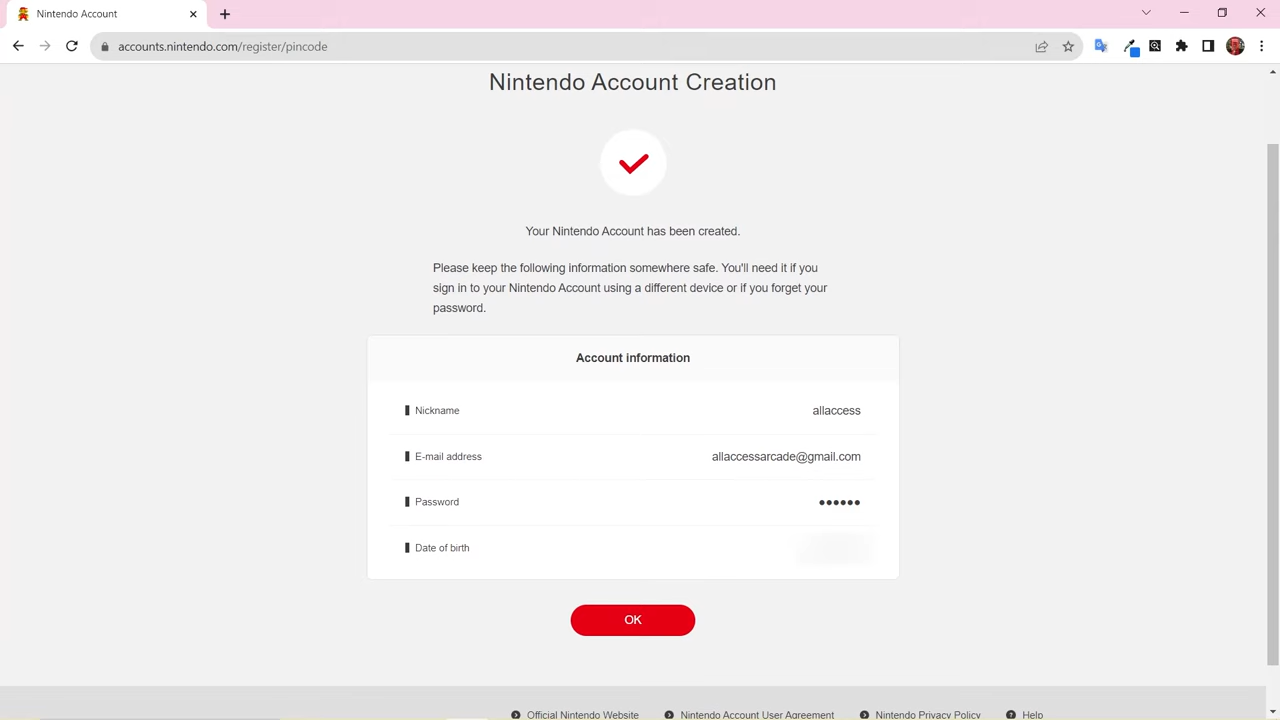 Nintendo Account
accounts.nintendo.com/register/pincode
Nintendo Account Creation
Your Nintendo Account has been created.
Please keep the following information somewhere safe. You'll need it if you
sign in to your Nintendo Account using a different device or if you forget your
password.
Account information
Nickname allaccess
E-mail address allaccessarcade@gmail.com
Password ••••••
Date of birth
OK
Official Nintendo Website Nintendo Account User Agreement Nintendo Privacy Policy Help